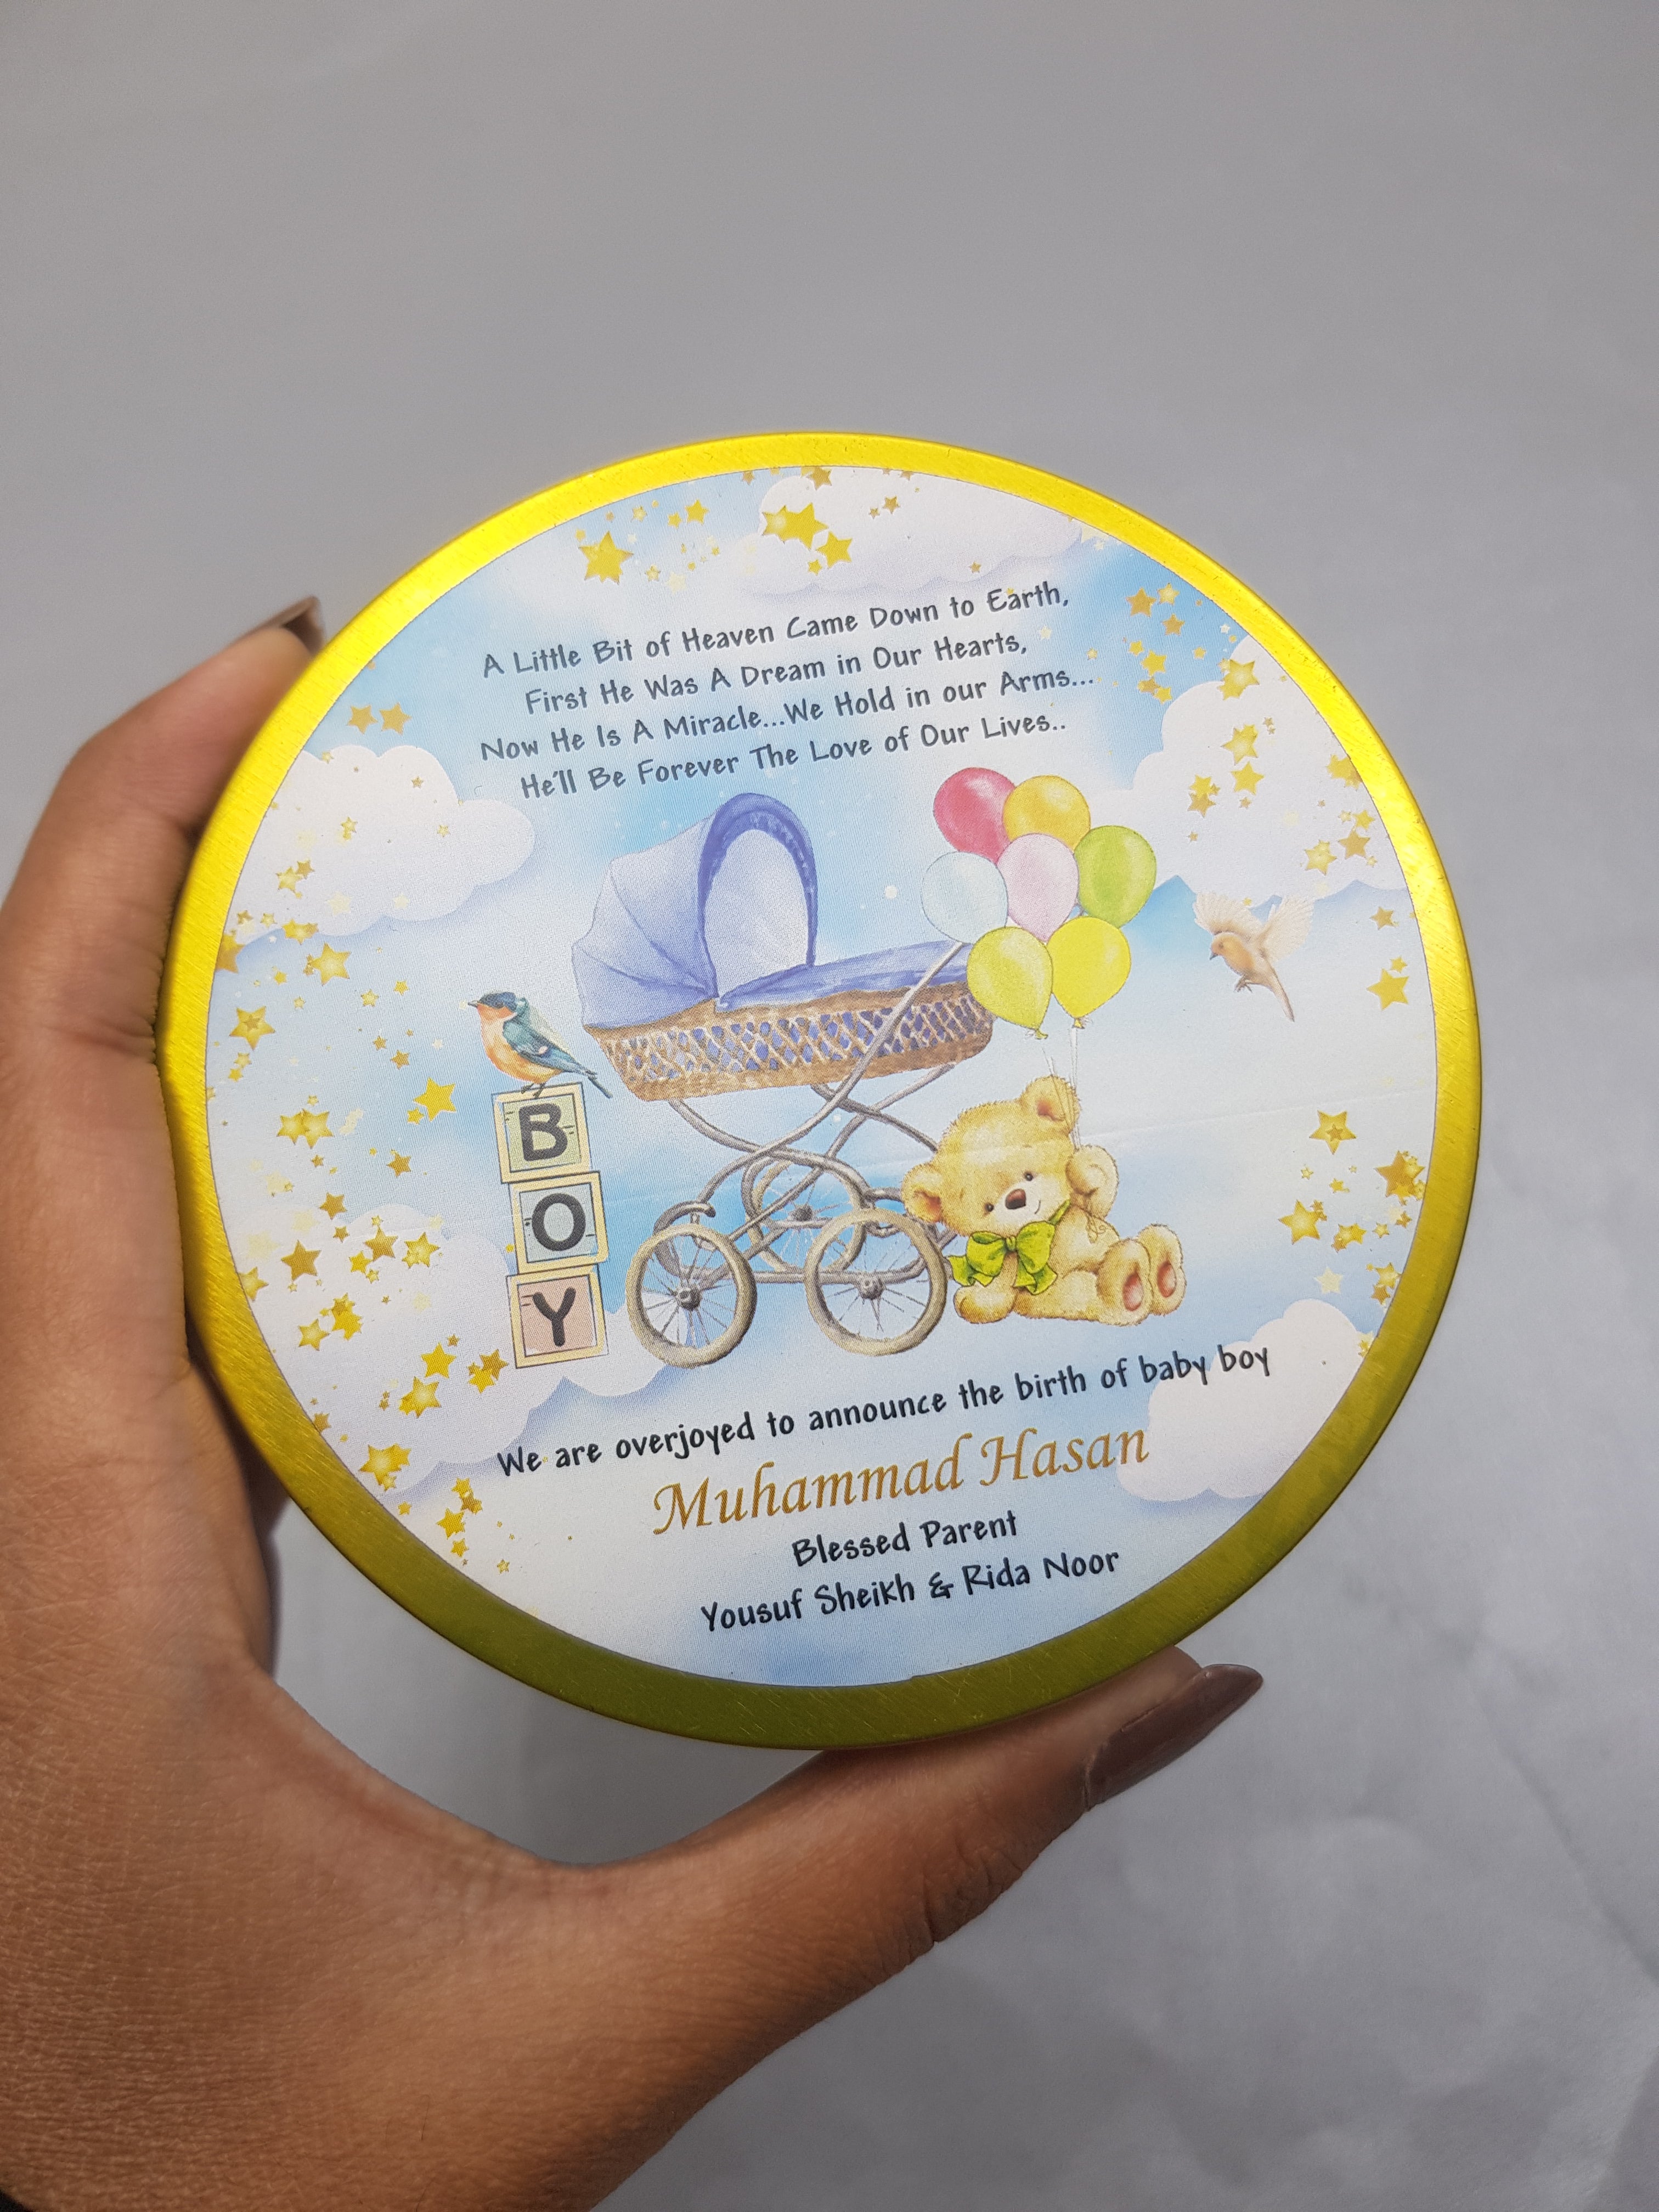 A Little Bit of Heaven Came Down to Earth,
First He Was A Dream in Our Hearts,
Now He Is A Miracle...We Hold in our Arms...
He'll Be Forever The Love of Our Lives..
B
O
Y
We are overjoyed to announce the birth of baby boy
Muhammad Hasan
Blessed Parent
Yousuf Sheikh & Rida Noor